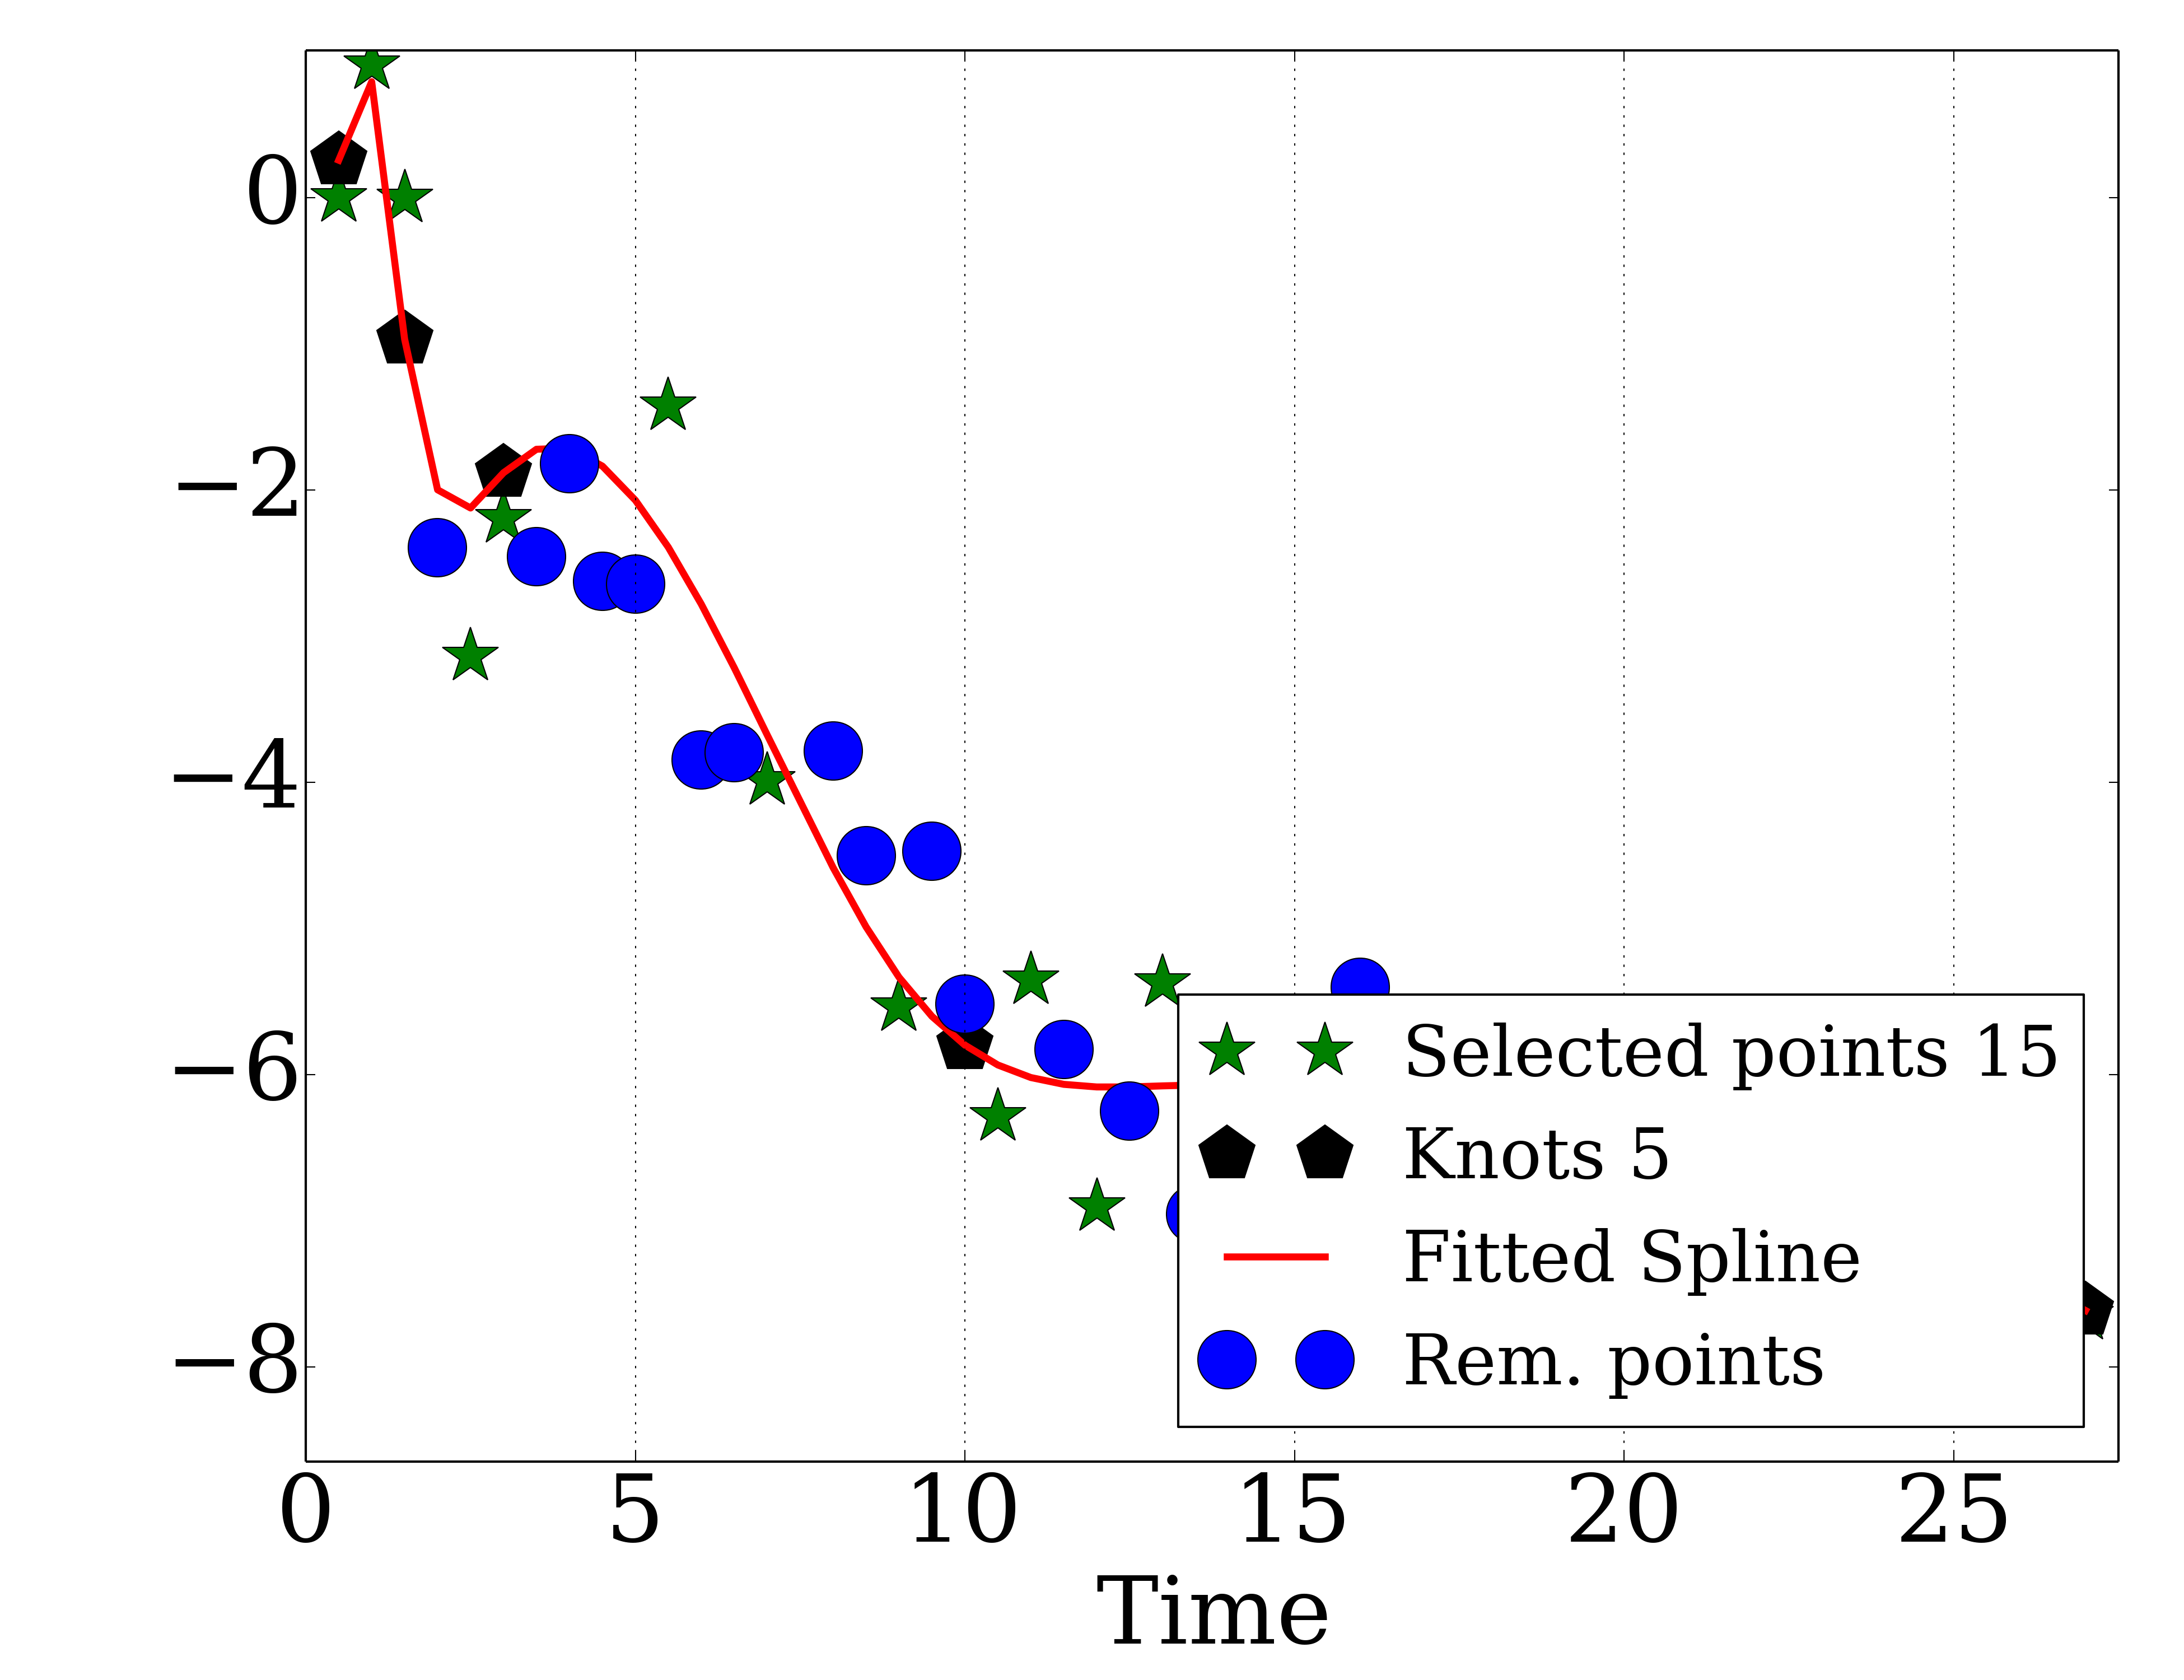 0
−2
−4
−6
−8
Selected points 15
Knots 5
Fitted Spline
Rem. points
0 5 10 15 20 25
Time